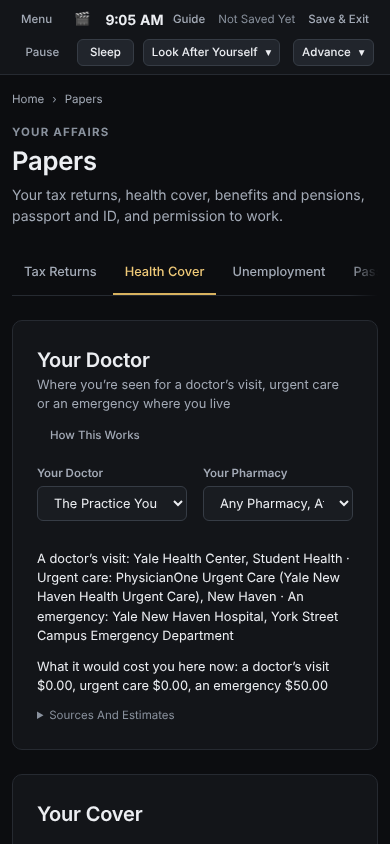 Menu 🎬 9:05 AM Guide Not Saved Yet Save & Exit
Pause Sleep Look After Yourself ▾ Advance ▾
Home › Papers
YOUR AFFAIRS
Papers
Your tax returns, health cover, benefits and pensions,
passport and ID, and permission to work.
Tax Returns Health Cover Unemployment Pas
Your Doctor
Where you're seen for a doctor's visit, urgent care
or an emergency where you live
How This Works
Your Doctor Your Pharmacy
The Practice You Any Pharmacy, A
A doctor's visit: Yale Health Center, Student Health ·
Urgent care: PhysicianOne Urgent Care (Yale New
Haven Health Urgent Care), New Haven · An
emergency: Yale New Haven Hospital, York Street
Campus Emergency Department
What it would cost you here now: a doctor's visit
$0.00, urgent care $0.00, an emergency $50.00
▶ Sources And Estimates
Your Cover